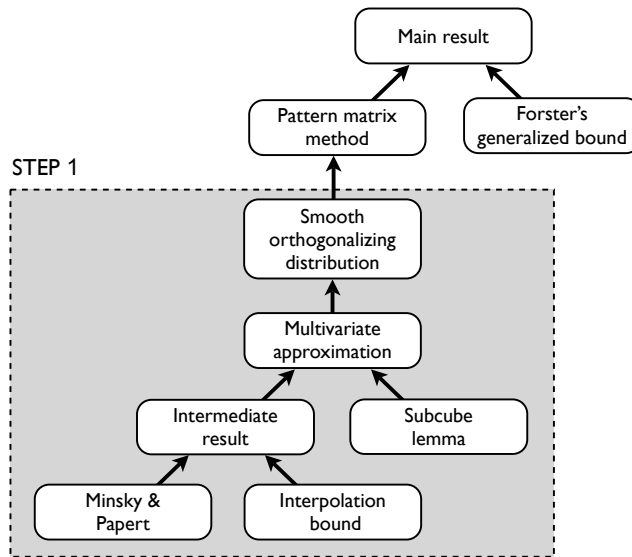 Main result
Pattern matrix
method
Forster's
generalized bound
STEP 1
Smooth
orthogonalizing
distribution
Multivariate
approximation
Intermediate
result
Subcube
lemma
Minsky &
Papert
Interpolation
bound